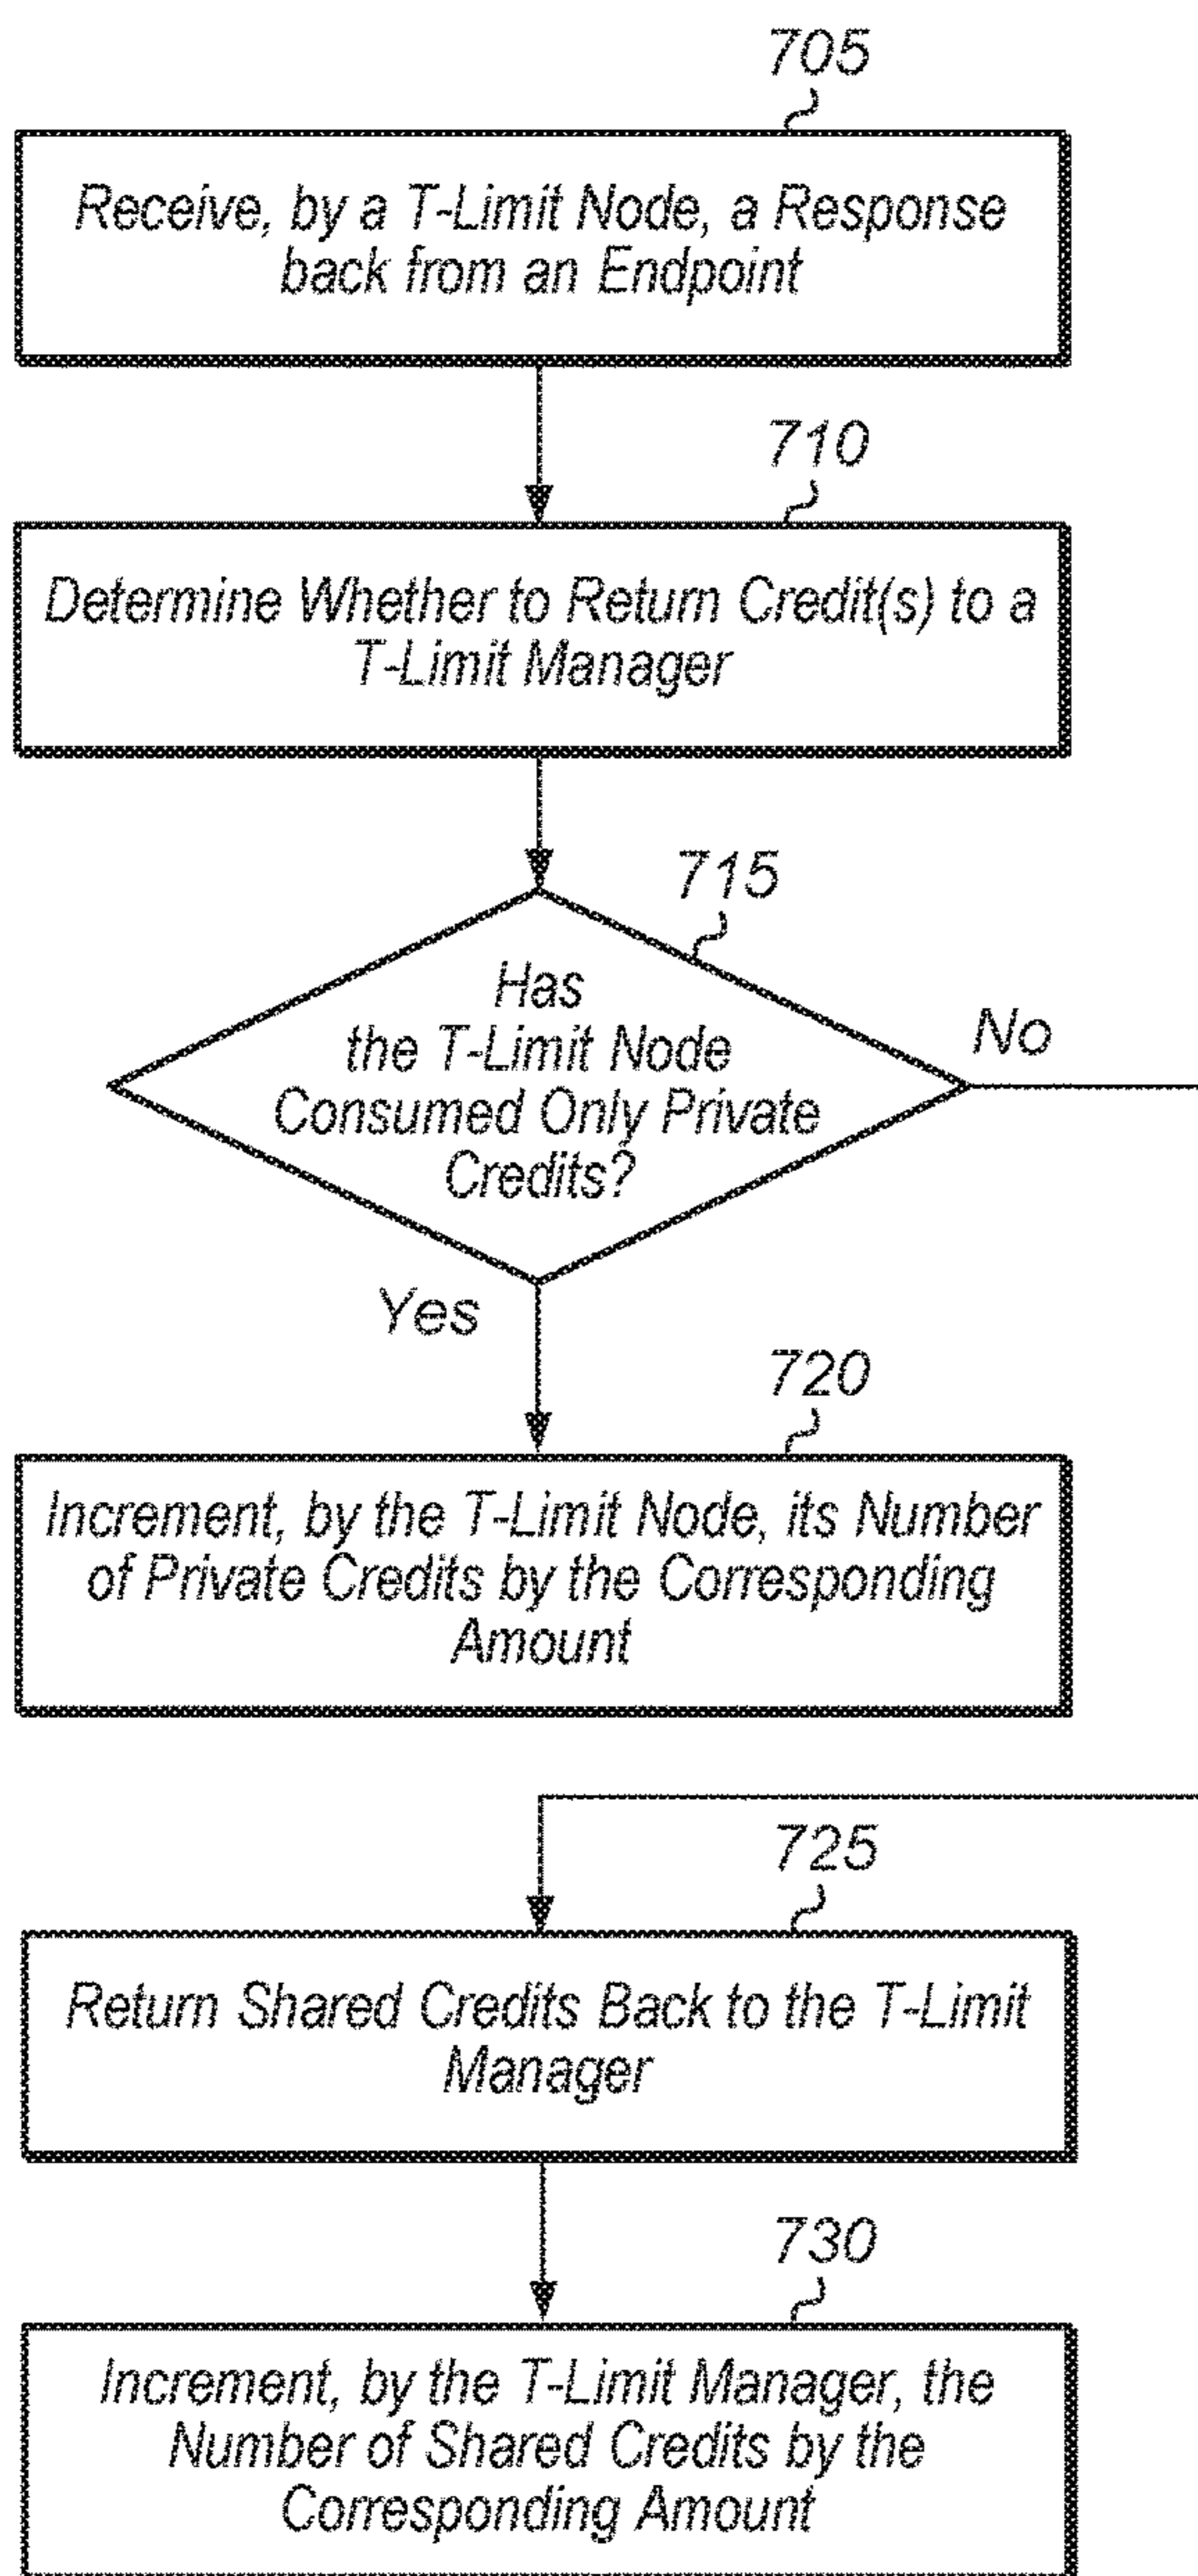 705
Receive, by a T-Limit Node, a Response
back from an Endpoint
710
Determine Whether to Return Credit(s) to a
T-Limit Manager
715
Has
the T-Limit Node
Consumed Only Private
Credits?
No
Yes
720
Increment, by the T-Limit Node, its Number
of Private Credits by the Corresponding
Amount
725
Return Shared Credits Back to the T-Limit
Manager
730
Increment, by the T-Limit Manager, the
Number of Shared Credits by the
Corresponding Amount